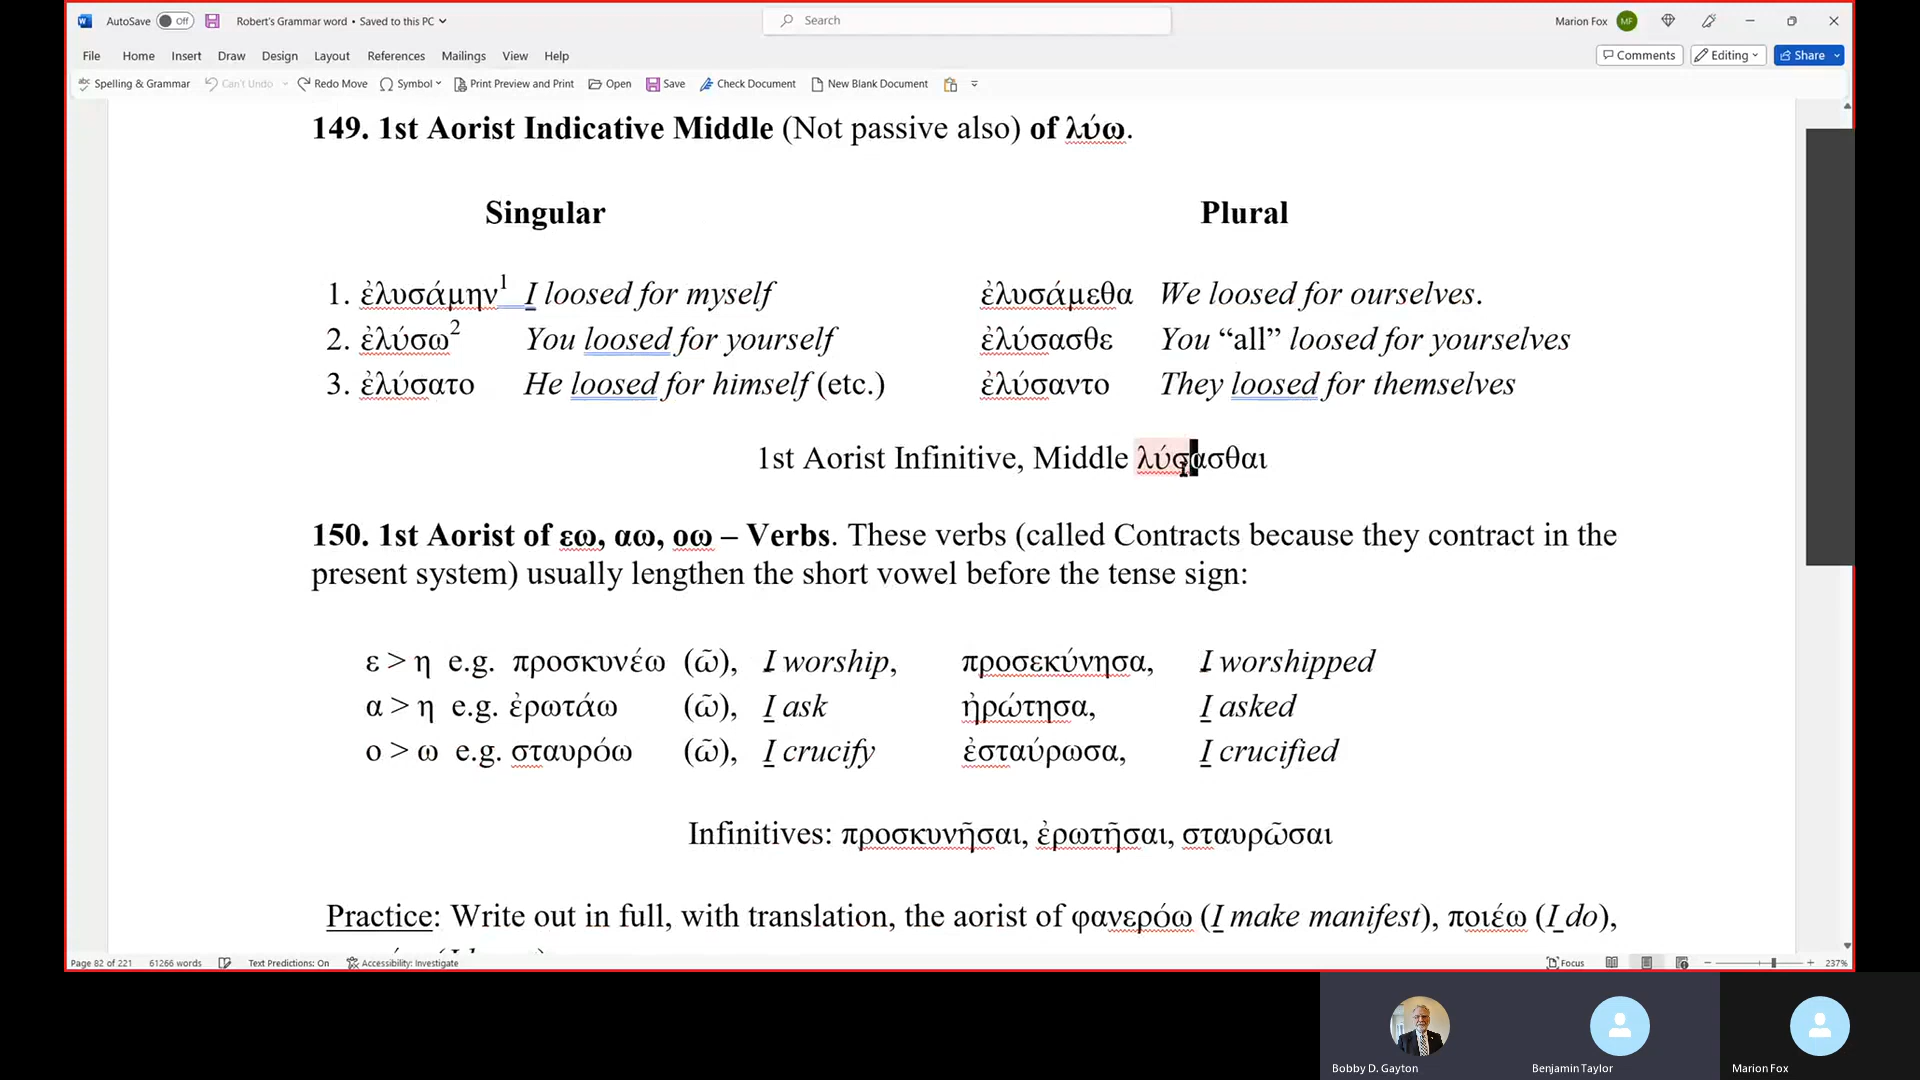 AutoSave Off Robert's Grammar word • Saved to this PC Search Marion Fox MF
File Home Insert Draw Design Layout References Mailings View Help Comments Editing Share
Spelling & Grammar Can't Undo Redo Move Symbol Print Preview and Print Open Save Check Document New Blank Document
149. 1st Aorist Indicative Middle (Not passive also) of λύω.
Singular Plural
1. ἐλυσάμην1 I loosed for myself ἐλυσάμεθα We loosed for ourselves.
2. ἐλύσω2 You loosed for yourself ἐλύσασθε You “all” loosed for yourselves
3. ἐλύσατο He loosed for himself (etc.) ἐλύσαντο They loosed for themselves
1st Aorist Infinitive, Middle λύσασθαι
150. 1st Aorist of εω, αω, οω – Verbs. These verbs (called Contracts because they contract in the
present system) usually lengthen the short vowel before the tense sign:
ε > η e.g. προσκυνέω (ῶ), I worship, προσεκύνησα, I worshipped
α > η e.g. ἐρωτάω (ῶ), I ask ἠρώτησα, I asked
ο > ω e.g. σταυρόω (ῶ), I crucify ἐσταύρωσα, I crucified
Infinitives: προσκυνῆσαι, ἐρωτῆσαι, σταυρῶσαι
Practice: Write out in full, with translation, the aorist of φανερόω (I make manifest), ποιέω (I do),
Page 82 of 221 61266 words Text Predictions: On Accessibility: Investigate Focus 237%
Bobby D. Gayton Benjamin Taylor Marion Fox